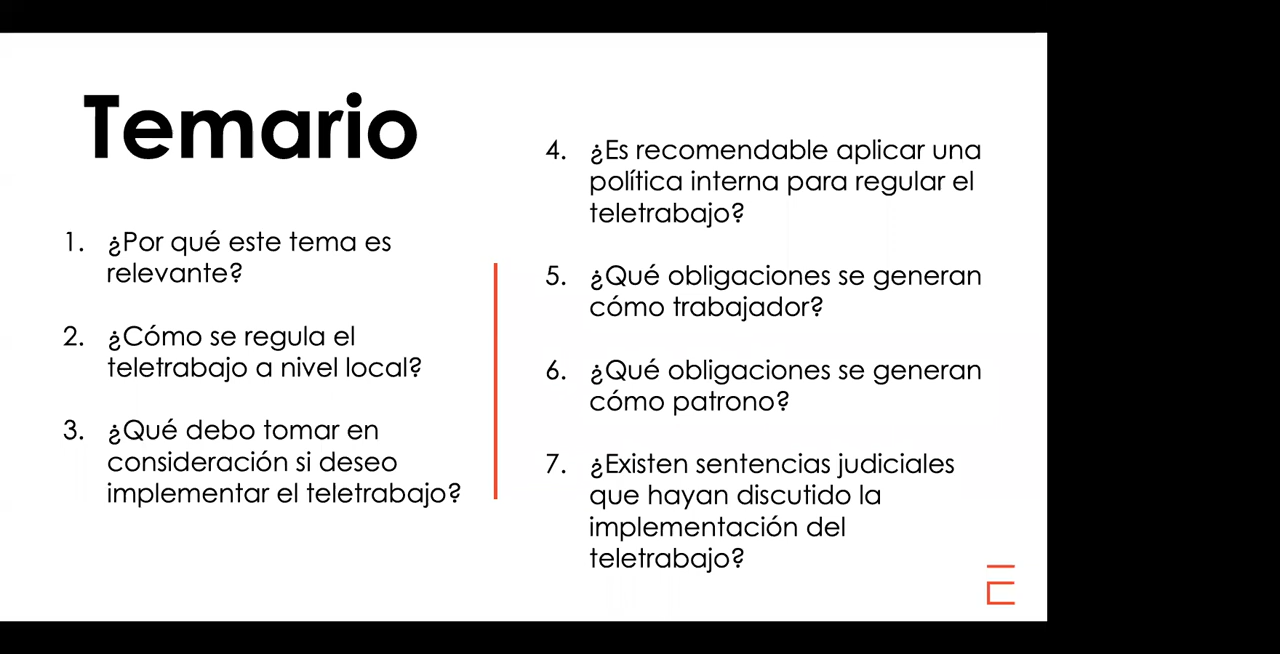 Temario
1. ¿Por qué este tema es
relevante?
2. ¿Cómo se regula el
teletrabajo a nivel local?
3. ¿Qué debo tomar en
consideración si deseo
implementar el teletrabajo?
4. ¿Es recomendable aplicar una
política interna para regular el
teletrabajo?
5. ¿Qué obligaciones se generan
cómo trabajador?
6. ¿Qué obligaciones se generan
cómo patrono?
7. ¿Existen sentencias judiciales
que hayan discutido la
implementación del
teletrabajo?